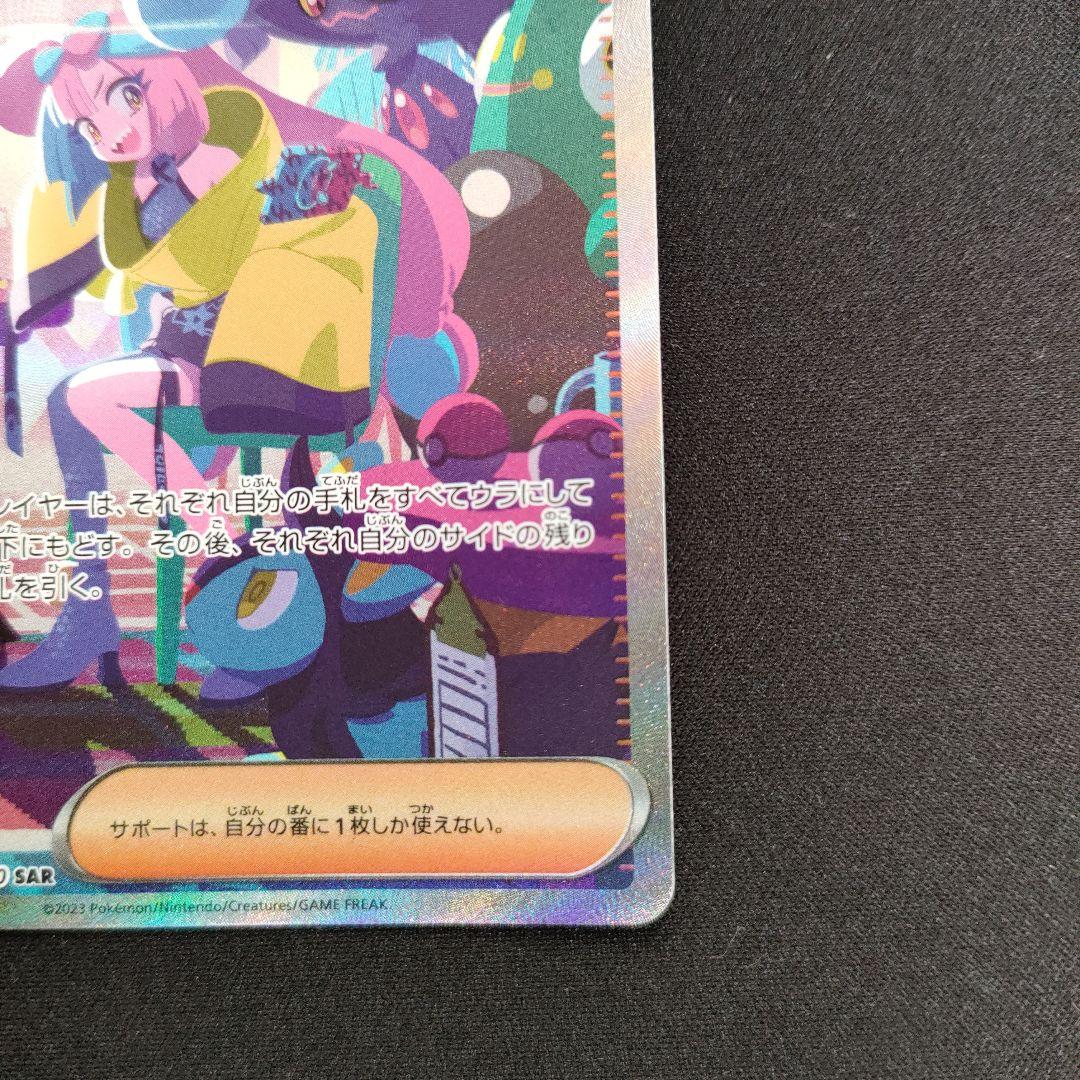 レイヤーは、それぞれ自分の手札をすべてウラにして
下にもどす。その後、それぞれ自分のサイドの残り
札を引く。
サポートは、自分の番に1枚しか使えない。
SAR
©2023 Pokémon/Nintendo/Creatures/GAME FREAK.